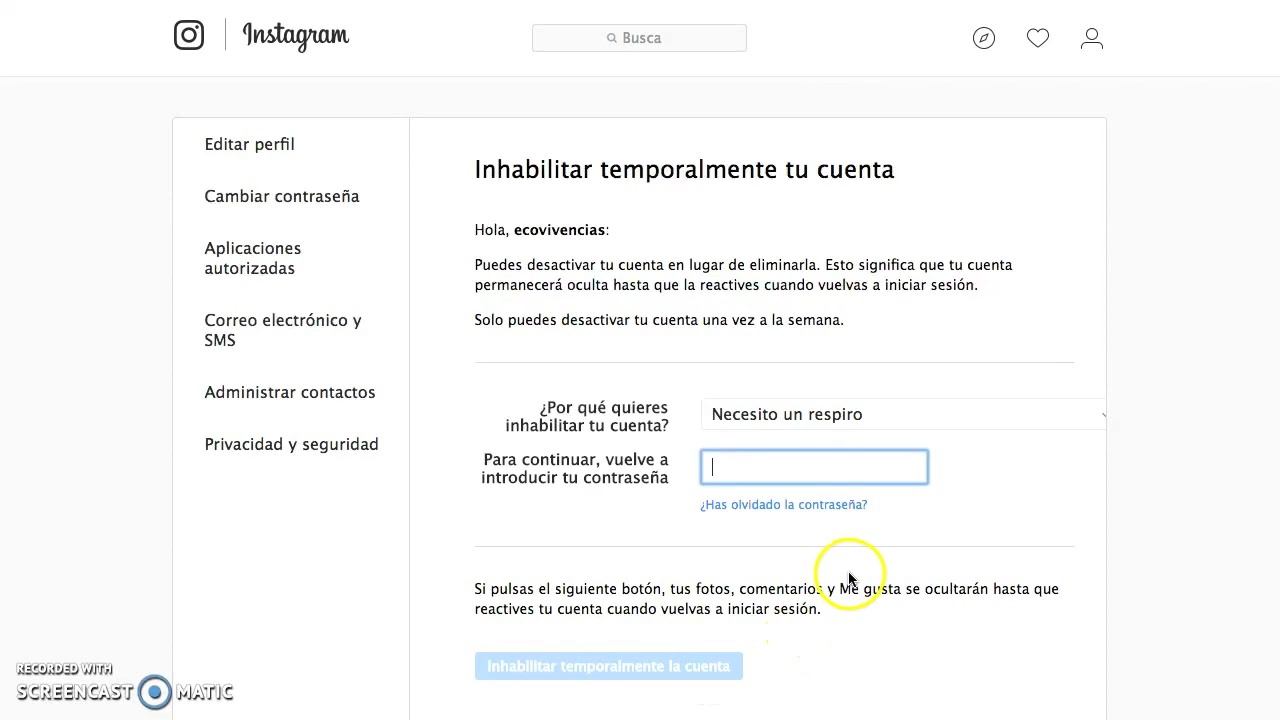 Instagram
Busca
Editar perfil
Cambiar contraseña
Aplicaciones
autorizadas
Correo electrónico y
SMS
Administrar contactos
Privacidad y seguridad
Inhabilitar temporalmente tu cuenta
Hola, ecovivencias:
Puedes desactivar tu cuenta en lugar de eliminarla. Esto significa que tu cuenta
permanecerá oculta hasta que la reactives cuando vuelvas a iniciar sesión.
Solo puedes desactivar tu cuenta una vez a la semana.
¿Por qué quieres
inhabilitar tu cuenta?
Necesito un respiro
Para continuar, vuelve a
introducir tu contraseña
¿Has olvidado la contraseña?
Si pulsas el siguiente botón, tus fotos, comentarios y Me gusta se ocultarán hasta que
reactives tu cuenta cuando vuelvas a iniciar sesión.
Inhabilitar temporalmente la cuenta
RECORDED WITH
SCREENCAST MATIC